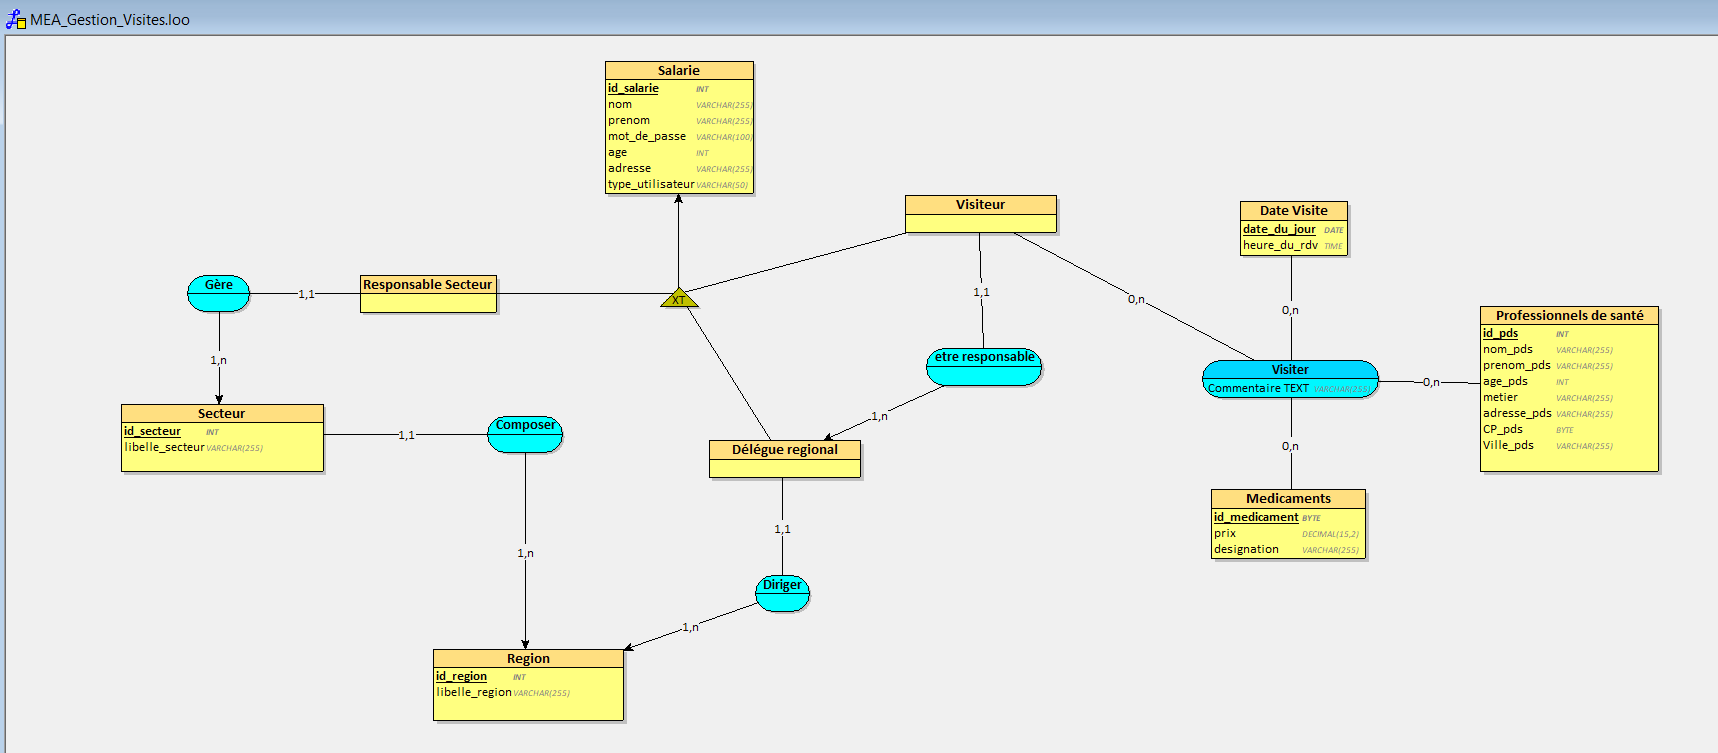 MEA_Gestion_Visites.loo
Salarie
id_salarie INT
nom VARCHAR(255)
prenom VARCHAR(255)
mot_de_passe VARCHAR(100)
age INT
adresse VARCHAR(255)
type_utilisateur VARCHAR(50)
Visiteur
Date Visite
date_du_jour DATE
heure_du_rdv TIME
Gère
1,1
Responsable Secteur
XT
1,1
0,n
0,n
Professionnels de santé
id_pds INT
nom_pds VARCHAR(255)
prenom_pds VARCHAR(255)
age_pds INT
metier VARCHAR(255)
adresse_pds VARCHAR(255)
CP_pds BYTE
Ville_pds VARCHAR(255)
1,n
etre responsable
Visiter
Commentaire TEXT VARCHAR(255)
0,n
Secteur
id_secteur INT
libelle_secteur VARCHAR(255)
1,1
Composer
1,n
Délégue regional
0,n
Medicaments
id_medicament BYTE
prix DECIMAL(15,2)
designation VARCHAR(255)
1,n
1,1
Diriger
1,n
Region
id_region INT
libelle_region VARCHAR(255)